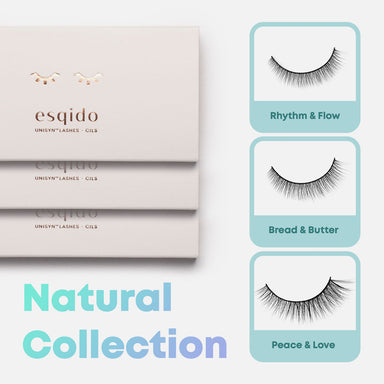 esqido
UNISYN™ LASHES · CILS
esqido
UNISYN™ LASHES · CILS
esqido
UNISYN™ LASHES · CILS
Natural
Collection
Rhythm & Flow
Bread & Butter
Peace & Love